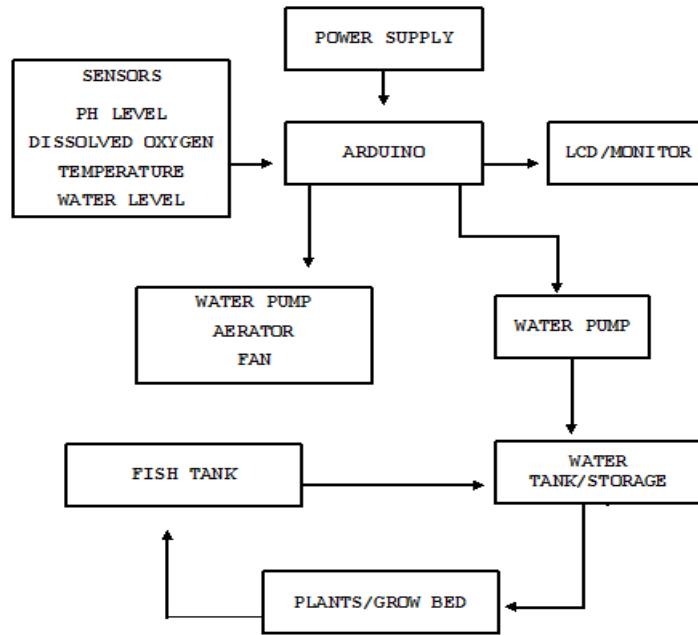 POWER SUPPLY
SENSORS
PH LEVEL
DISSOLVED OXYGEN
TEMPERATURE
WATER LEVEL
ARDUINO
LCD/MONITOR
WATER PUMP
AERATOR
FAN
WATER PUMP
FISH TANK
WATER
TANK/STORAGE
PLANTS/GROW BED